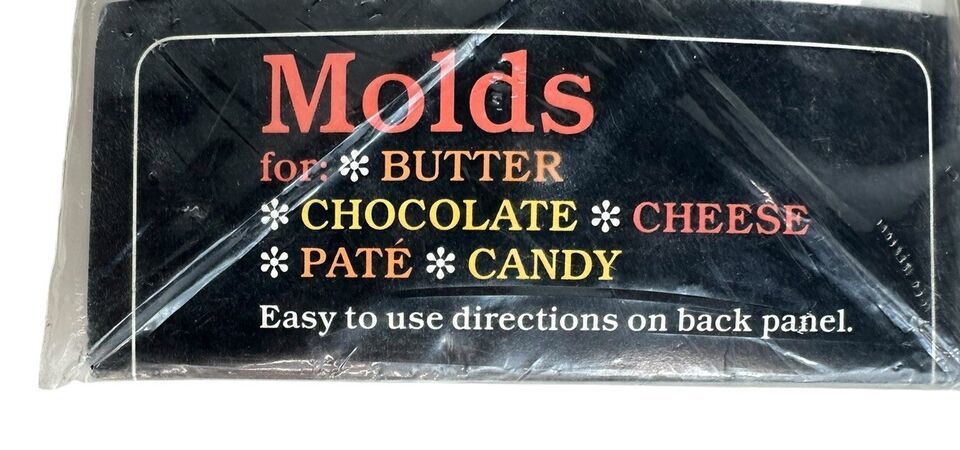 Molds
for: ✼ BUTTER
✼ CHOCOLATE ✼ CHEESE
✼ PATÉ ✼ CANDY
Easy to use directions on back panel.